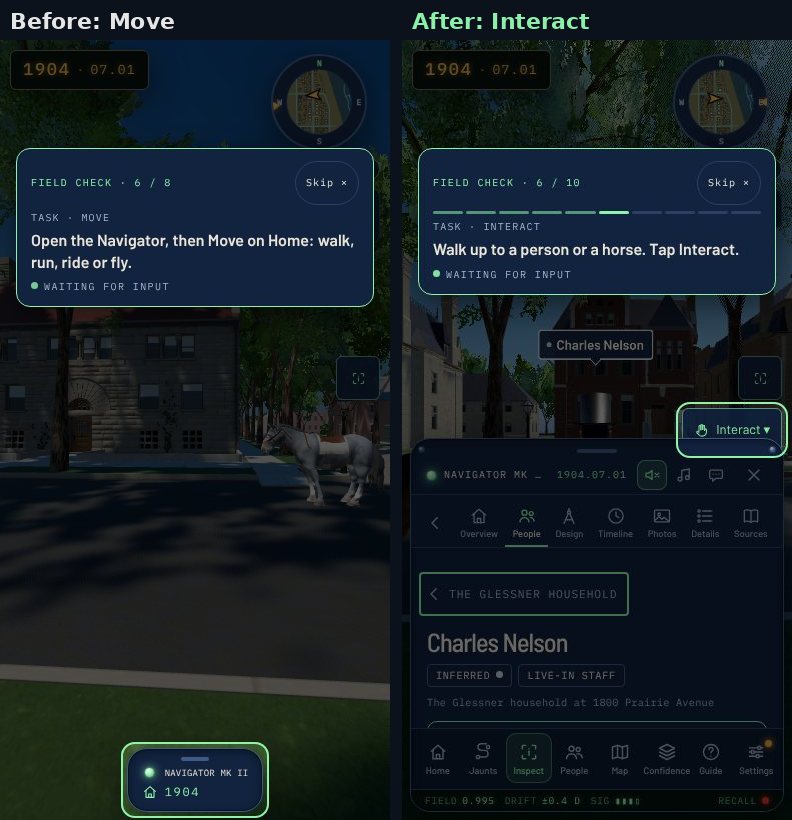 Before: Move
1904 · 07.01
N
W
E
S
FIELD CHECK · 6 / 8
Skip ×
TASK · MOVE
Open the Navigator, then Move on Home: walk,
run, ride or fly.
WAITING FOR INPUT
NAVIGATOR MK II
1904
After: Interact
1904 · 07.01
N
W
S
FIELD CHECK · 6 / 10
Skip ×
TASK · INTERACT
Walk up to a person or a horse. Tap Interact.
WAITING FOR INPUT
Charles Nelson
Interact ▾
NAVIGATOR MK …
1904.07.01
Overview
People
Design
Timeline
Photos
Details
Sources
THE GLESSNER HOUSEHOLD
Charles Nelson
INFERRED
LIVE-IN STAFF
The Glessner household at 1800 Prairie Avenue
Home
Jaunts
Inspect
People
Map
Confidence
Guide
Settings
FIELD 0.995 DRIFT ±0.4 D SIG
RECALL